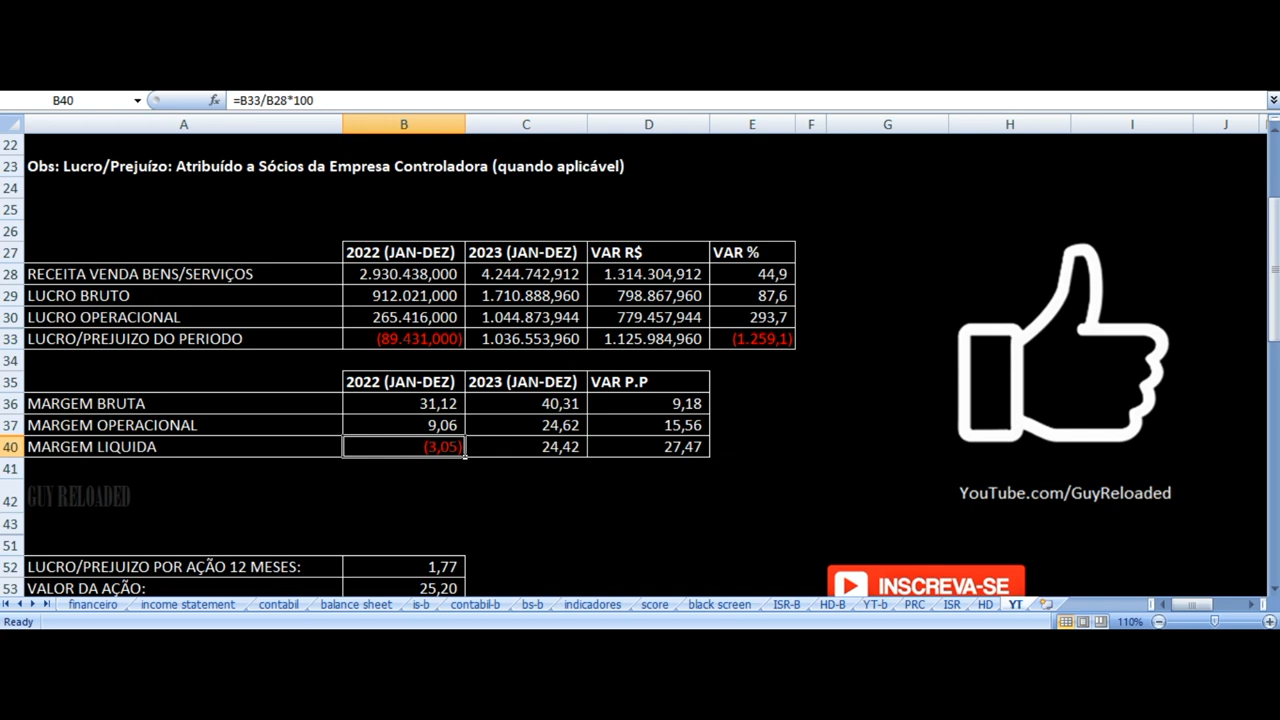 B40 fx =B33/B28*100
A B C D E F G H I J
22
23 Obs: Lucro/Prejuízo: Atribuído a Sócios da Empresa Controladora (quando aplicável)
24
25
26
27 2022 (JAN-DEZ) 2023 (JAN-DEZ) VAR R$ VAR %
28 RECEITA VENDA BENS/SERVIÇOS 2.930.438,000 4.244.742,912 1.314.304,912 44,9
29 LUCRO BRUTO 912.021,000 1.710.888,960 798.867,960 87,6
30 LUCRO OPERACIONAL 265.416,000 1.044.873,944 779.457,944 293,7
33 LUCRO/PREJUIZO DO PERIODO (89.431,000) 1.036.553,960 1.125.984,960 (1.259,1)
34
35 2022 (JAN-DEZ) 2023 (JAN-DEZ) VAR P.P
36 MARGEM BRUTA 31,12 40,31 9,18
37 MARGEM OPERACIONAL 9,06 24,62 15,56
40 MARGEM LIQUIDA (3,05) 24,42 27,47
41
42 GUY RELOADED
YouTube.com/GuyReloaded
43
51
52 LUCRO/PREJUIZO POR AÇÃO 12 MESES: 1,77
53 VALOR DA AÇÃO: 25,20
INSCREVA-SE
financeiro income statement contabil balance sheet is-b contabil-b bs-b indicadores score black screen ISR-B HD-B YT-b PRC ISR HD YT
Ready 110%